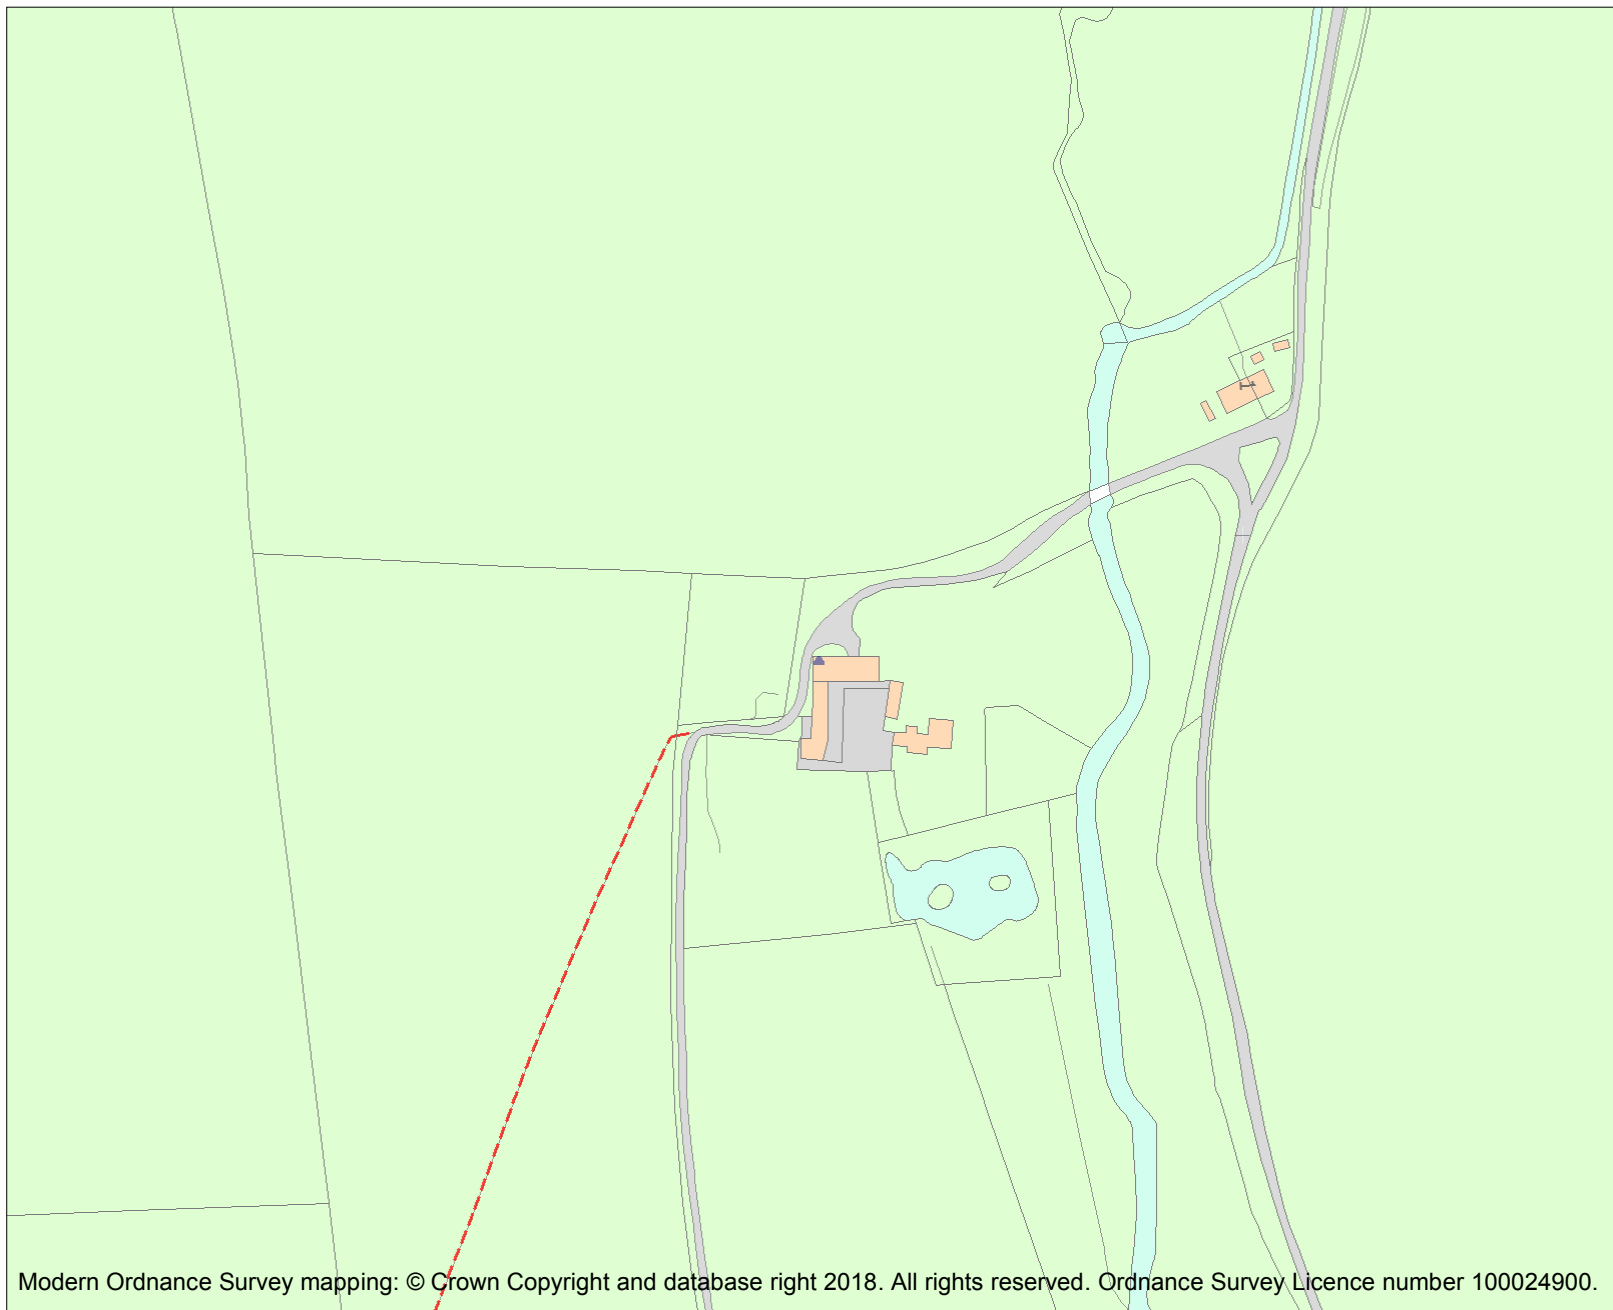 Modern Ordnance Survey mapping: © Crown Copyright and database right 2018. All rights reserved. Ordnance Survey Licence number 100024900.